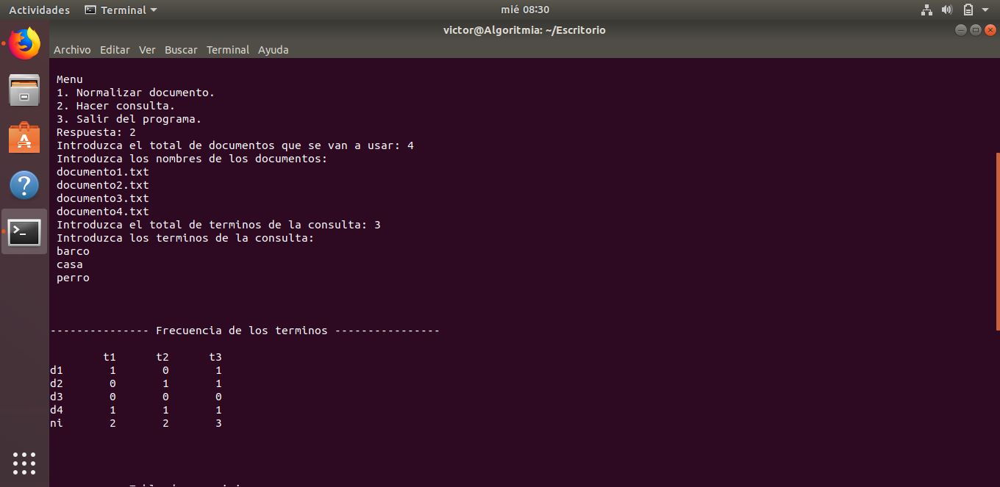 Actividades Terminal mié 08:30
victor@Algoritmia: ~/Escritorio
Archivo Editar Ver Buscar Terminal Ayuda
Menu
1. Normalizar documento.
2. Hacer consulta.
3. Salir del programa.
Respuesta: 2
Introduzca el total de documentos que se van a usar: 4
Introduzca los nombres de los documentos:
documento1.txt
documento2.txt
documento3.txt
documento4.txt
Introduzca el total de terminos de la consulta: 3
Introduzca los terminos de la consulta:
barco
casa
perro
--------------- Frecuencia de los terminos ----------------
t1 t2 t3
d1 1 0 1
d2 0 1 1
d3 0 0 0
d4 1 1 1
ni 2 2 3